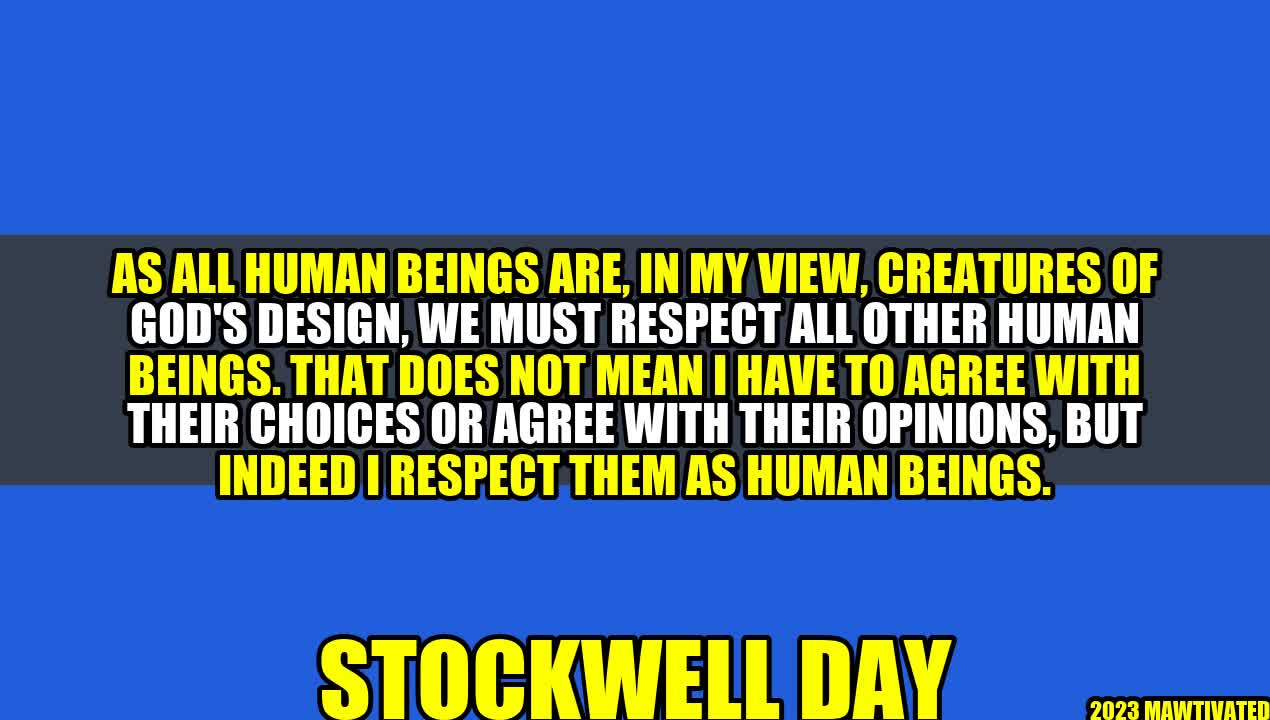 AS ALL HUMAN BEINGS ARE, IN MY VIEW, CREATURES OF
GOD'S DESIGN, WE MUST RESPECT ALL OTHER HUMAN
BEINGS. THAT DOES NOT MEAN I HAVE TO AGREE WITH
THEIR CHOICES OR AGREE WITH THEIR OPINIONS, BUT
INDEED I RESPECT THEM AS HUMAN BEINGS.
STOCKWELL DAY
2023 MAWTIVATED